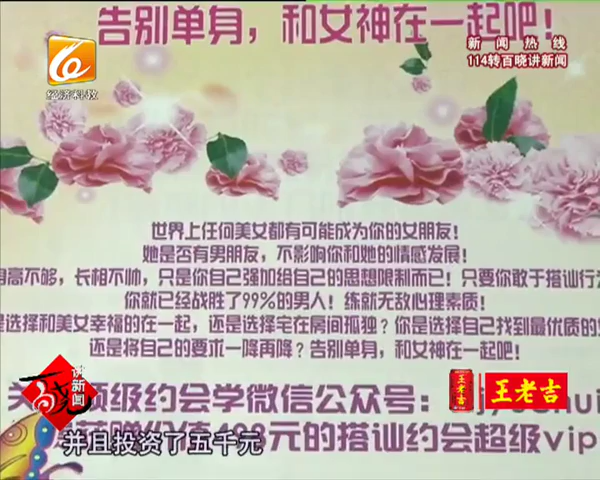 告别单身，和女神在一起吧！
经济科教
新闻热线
114转百晓讲新闻
世界上任何美女都有可能成为你的女朋友！
她是否有男朋友，不影响你和她的情感发展！
身高不够，长相不帅，只是你自己强加给自己的思想限制而已！只要你敢于搭讪行
你就已经战胜了99%的男人！练就无敌心理素质！
是选择和美女幸福的在一起，还是选择宅在房间孤独？你是选择自己找到最优质的
还是将自己的要求一降再降？告别单身，和女神在一起吧！
顶级约会学微信公众号：
元的搭讪约会超级vip
百晓讲新闻
王老吉
王老吉
并且投资了五千元